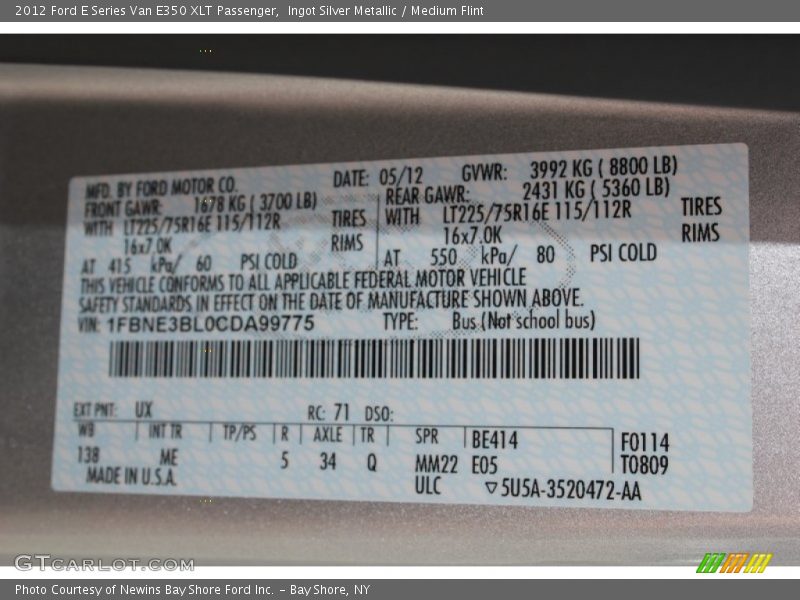 2012 Ford E Series Van E350 XLT Passenger,  Ingot Silver Metallic / Medium Flint
MFD. BY FORD MOTOR CO. DATE: 05/12 GVWR: 3992 KG ( 8800 LB)
FRONT GAWR: 1678 KG ( 3700 LB) REAR GAWR: 2431 KG ( 5360 LB)
WITH LT225/75R16E 115/112R TIRES WITH LT225/75R16E 115/112R TIRES
16x7.0K RIMS 16x7.0K RIMS
AT 415 kPa/ 60 PSI COLD AT 550 kPa/ 80 PSI COLD
THIS VEHICLE CONFORMS TO ALL APPLICABLE FEDERAL MOTOR VEHICLE
SAFETY STANDARDS IN EFFECT ON THE DATE OF MANUFACTURE SHOWN ABOVE.
VIN: 1FBNE3BL0CDA99775 TYPE: Bus (Not school bus)
EXT PNT: UX RC: 71 DSO:
WB INT TR TP/PS R AXLE TR SPR BE414 F0114
138 ME 5 34 Q MM22 E05 T0809
MADE IN U.S.A. ULC ▽5U5A-3520472-AA
GTCARLOT.COM
Photo Courtesy of Newins Bay Shore Ford Inc. - Bay Shore, NY